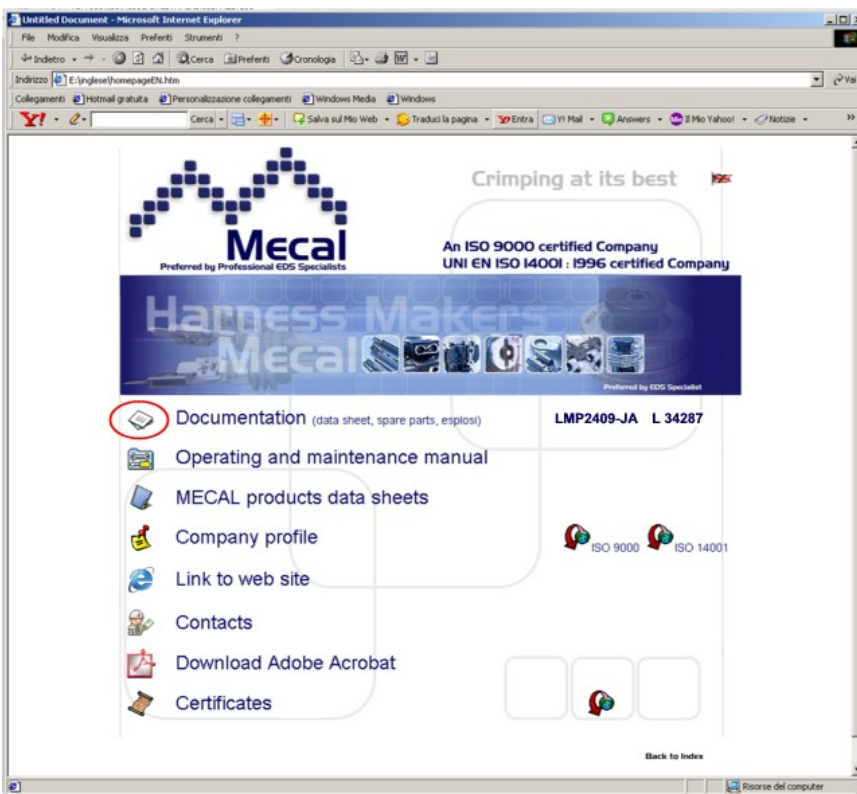 Untitled Document - Microsoft Internet Explorer
File Modifica Visualizza Preferiti Strumenti ?
Indietro Cerca Preferiti Cronologia
Indirizzo E:\inglese\homepageEN.htm Vai
Collegamenti Hotmail gratuita Personalizzazione collegamenti Windows Media Windows
Y! Cerca Salva sul Mio Web Traduci la pagina Entra Y! Mail Answers Il Mio Yahoo! Notizie »
Crimping at its best
Mecal
Preferred by Professional EDS Specialists
An ISO 9000 certified Company
UNI EN ISO 14001 : 1996 certified Company
Harness Makers
Mecal
Preferred by EDS Specialist
Documentation (data sheet, spare parts, esplosi) LMP2409-JA L 34287
Operating and maintenance manual
MECAL products data sheets
Company profile
ISO 9000 ISO 14001
Link to web site
Contacts
Download Adobe Acrobat
Certificates
Back to Index
Risorse del computer